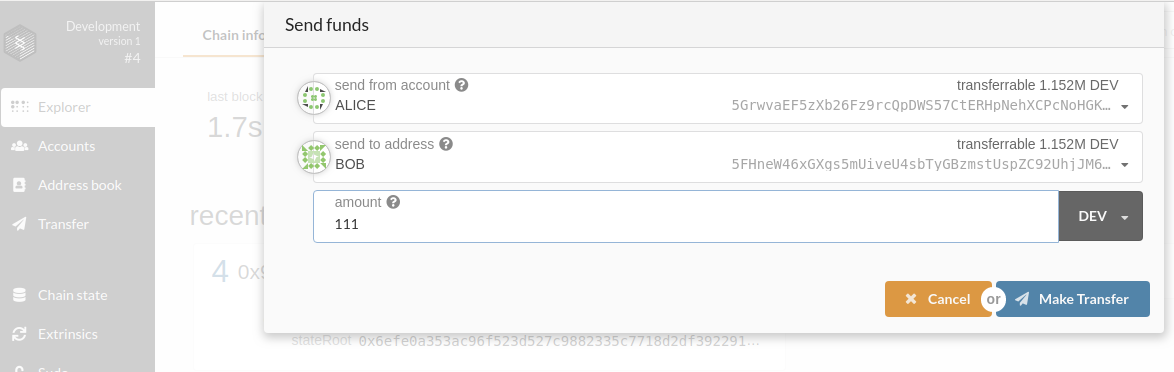 Development
version 1
#4
Explorer
Accounts
Address book
Transfer
Chain state
Extrinsics
Chain info
last block
1.7s
recent
4 0x9
stateRoot 0x6efe0a353ac96f523d527c9882335c7718d2df392291...
Send funds
send from account ? transferrable 1.152M DEV
ALICE 5GrwvaEF5zXb26Fz9rcQpDWS57CtERHpNehXCPcNoHGK…
send to address ? transferrable 1.152M DEV
BOB 5FHneW46xGXgs5mUiveU4sbTyGBzmstUspZC92UhjJM6…
amount ?
111
DEV
Cancel or Make Transfer